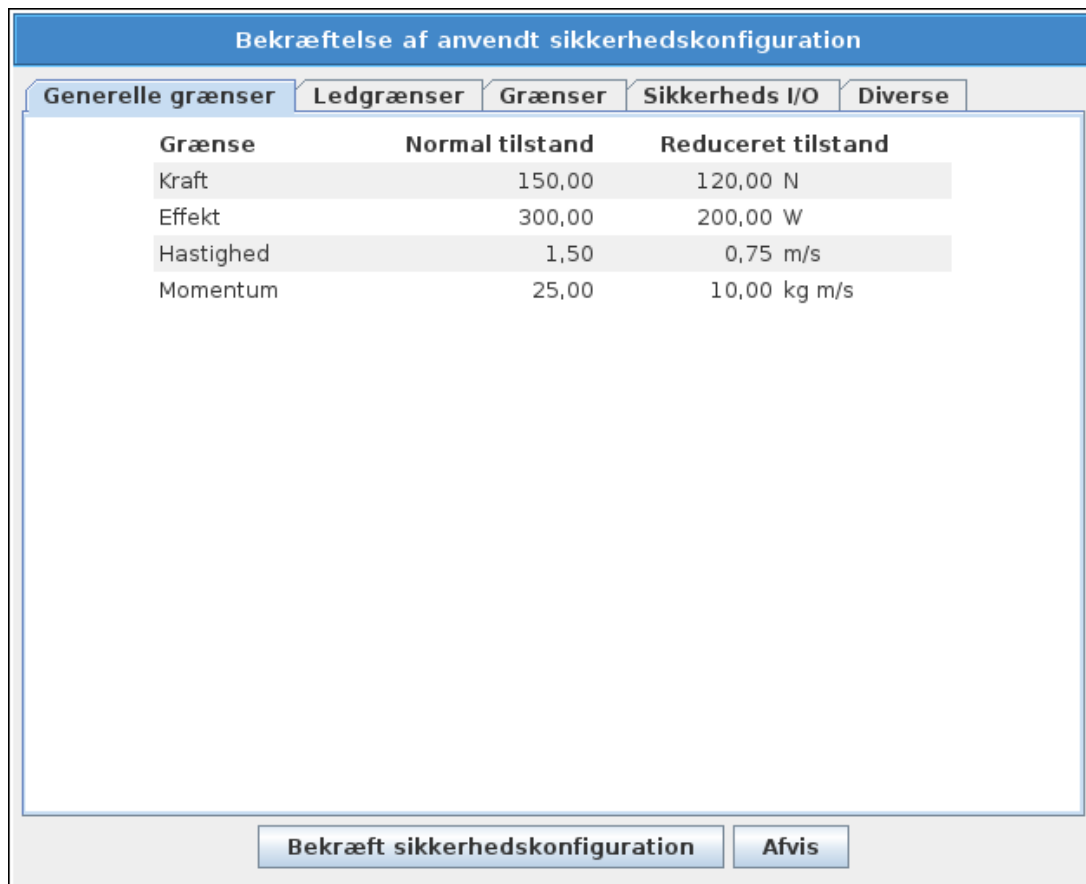 Bekræftelse af anvendt sikkerhedskonfiguration
Generelle grænser Ledgrænser Grænser Sikkerheds I/O Diverse
Grænse Normal tilstand Reduceret tilstand
Kraft 150,00 120,00 N
Effekt 300,00 200,00 W
Hastighed 1,50 0,75 m/s
Momentum 25,00 10,00 kg m/s
Bekræft sikkerhedskonfiguration Afvis